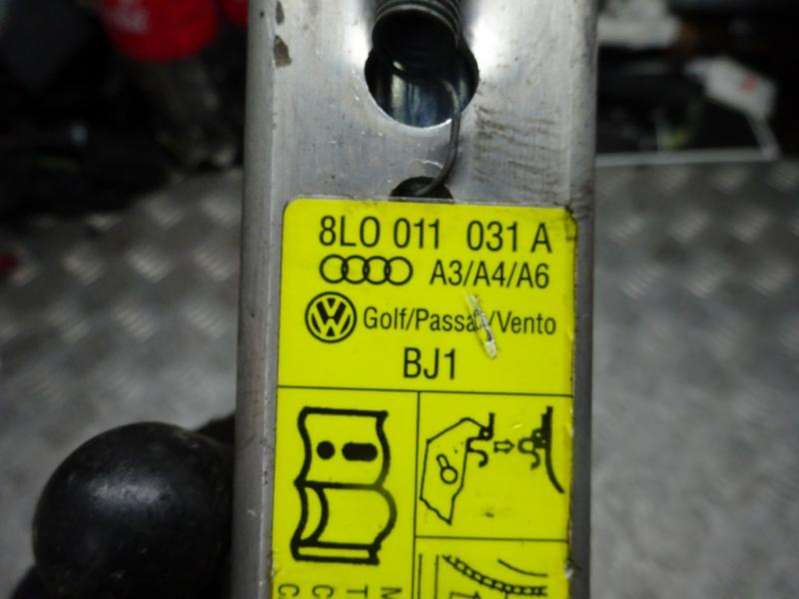 8L0 011 031 A
A3/A4/A6
Golf/Passat/Vento
BJ1